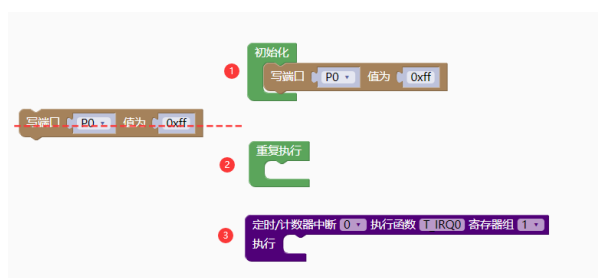 初始化
1 写端口 P0 值为 0xff
写端口 P0 值为 0xff
重复执行
2
定时/计数器中断 0 执行函数 T_IRQ0 寄存器组 1
3
执行